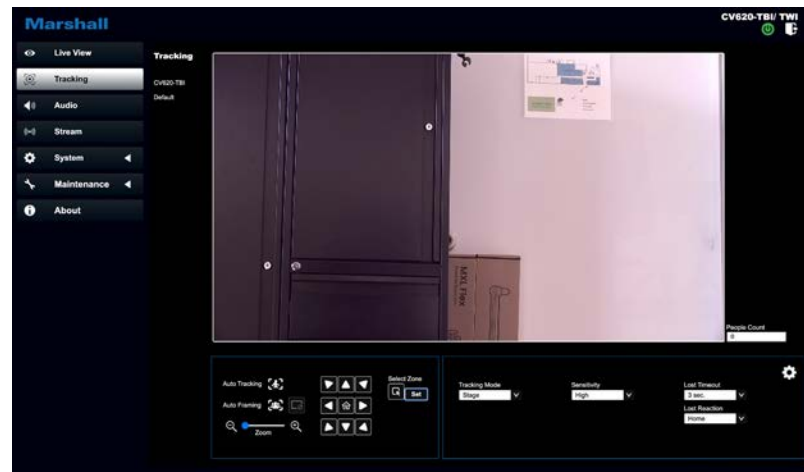 Marshall
CV620-TBI/ TWI
Live View
Tracking
Audio
Stream
System
Maintenance
About
Tracking
CV620-TBI
Default
MXL Flex
People Count
0
Auto Tracking
Auto Framing
Zoom
Select Zone
Set
Tracking Mode
Stage
Sensitivity
High
Lost Timeout
3 sec.
Lost Reaction
Home